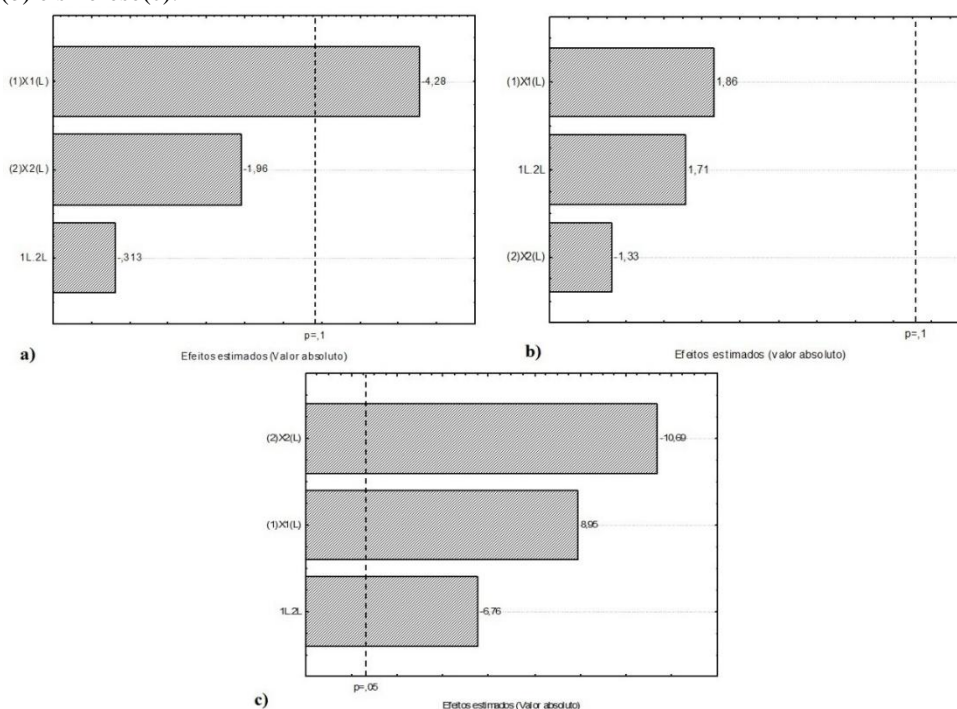 (1)X1(L)
-4,28
(2)X2(L)
-1,96
1L.2L
-,313
p=,1
a)
Efeitos estimados (Valor absoluto)
(1)X1(L)
1,86
1L.2L
1,71
(2)X2(L)
-1,33
p=,1
b)
Efeitos estimados (valor absoluto)
(2)X2(L)
-10,69
(1)X1(L)
8,95
1L.2L
-6,76
p=,05
c)
Efeitos estimados (Valor absoluto)